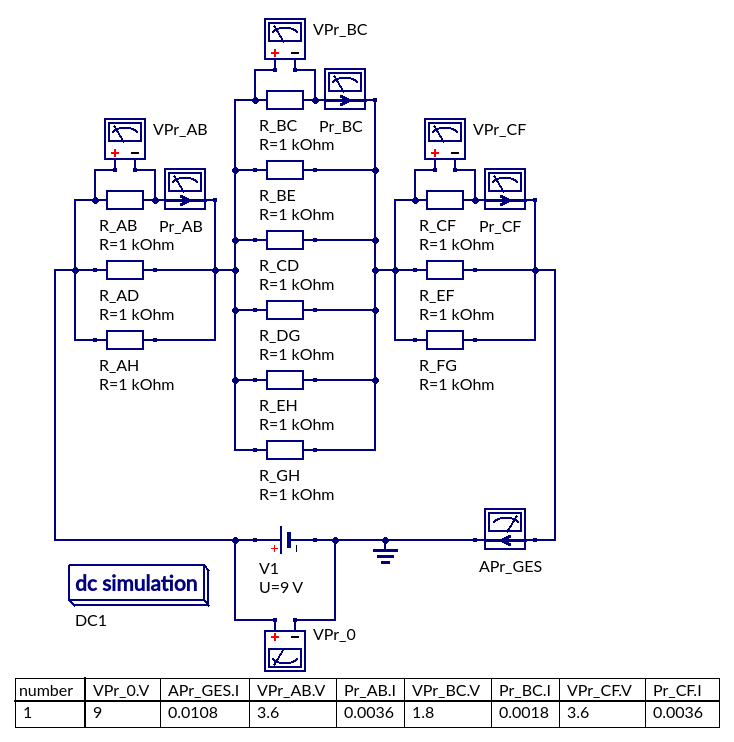 VPr_BC
+ −
R_BC
R=1 kOhm
Pr_BC
VPr_AB
+ −
R_AB
R=1 kOhm
Pr_AB
VPr_CF
+ −
R_CF
R=1 kOhm
Pr_CF
R_BE
R=1 kOhm
R_CD
R=1 kOhm
R_AD
R=1 kOhm
R_EF
R=1 kOhm
R_DG
R=1 kOhm
R_AH
R=1 kOhm
R_FG
R=1 kOhm
R_EH
R=1 kOhm
R_GH
R=1 kOhm
+ I
V1
U=9 V
APr_GES
dc simulation
DC1
VPr_0
+ −
number VPr_0.V APr_GES.I VPr_AB.V Pr_AB.I VPr_BC.V Pr_BC.I VPr_CF.V Pr_CF.I
1 9 0.0108 3.6 0.0036 1.8 0.0018 3.6 0.0036